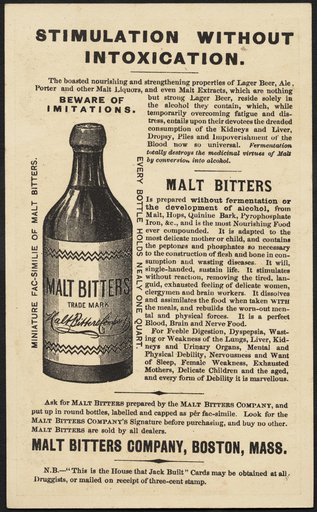 STIMULATION WITHOUT
INTOXICATION.
The boasted nourishing and strengthening properties of Lager Beer, Ale,
Porter and other Malt Liquors, and even Malt Extracts, which are nothing
but strong Lager Beer, reside solely in
the alcohol they contain, which, while
temporarily overcoming fatigue and dis-
tress, entails upon their devotees the dreaded
consumption of the Kidneys and Liver,
Dropsy, Piles and Impoverishment of the
Blood now so universal. Fermentation
totally destroys the medicinal virtues of Malt
by conversion into alcohol.
BEWARE OF
IMITATIONS.
MINIATURE FAC-SIMILIE OF MALT BITTERS.
EVERY BOTTLE HOLDS NEALY ONE QUART.
MALT BITTERS
TRADE MARK
Malt Bitters Company
MALT BITTERS
Is prepared without fermentation or
the development of alcohol, from
Malt, Hops, Quinine Bark, Pyrophosphate
Iron, &c., and is the most Nourishing Food
ever compounded. It is adapted to the
most delicate mother or child, and contains
the peptones and phosphates so necessary
to the construction of flesh and bone in con-
sumption and wasting diseases. It will,
single-handed, sustain life. It stimulates
without reaction, removing the tired, lan-
guid, exhausted feeling of delicate women,
clergymen and brain workers. It dissolves
and assimilates the food when taken WITH
the meals, and rebuilds the worn-out men-
tal and physical forces. It is a perfect
Blood, Brain and Nerve Food.
For Feeble Digestion, Dyspepsia, Wast-
ing or Weakness of the Lungs, Liver, Kid-
neys and Urinary Organs, Mental and
Physical Debility, Nervousness and Want
of Sleep, Female Weakness, Exhausted
Mothers, Delicate Children and the aged,
and every form of Debility it is marvellous.
Ask for MALT BITTERS prepared by the MALT BITTERS COMPANY, and
put up in round bottles, labelled and capped as per fac-simile. Look for the
MALT BITTERS COMPANY'S Signature before purchasing, and buy no other.
MALT BITTERS are sold by all dealers.
MALT BITTERS COMPANY, BOSTON, MASS.
N.B.—"This is the House that Jack Built" Cards may be obtained at all
Druggists, or mailed on receipt of three-cent stamp.